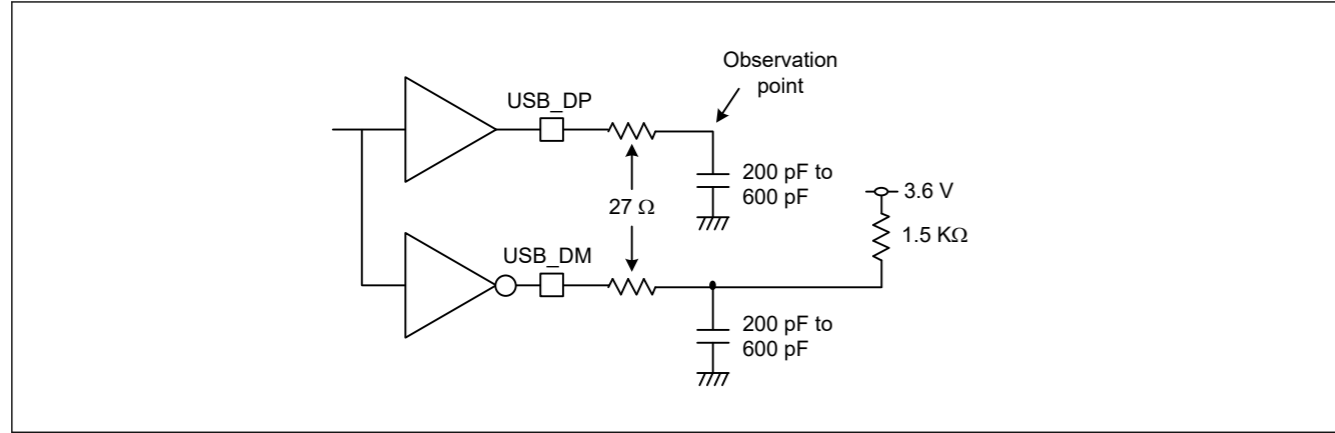 Observation
point
USB_DP
200 pF to
600 pF
27 Ω
3.6 V
1.5 KΩ
USB_DM
200 pF to
600 pF